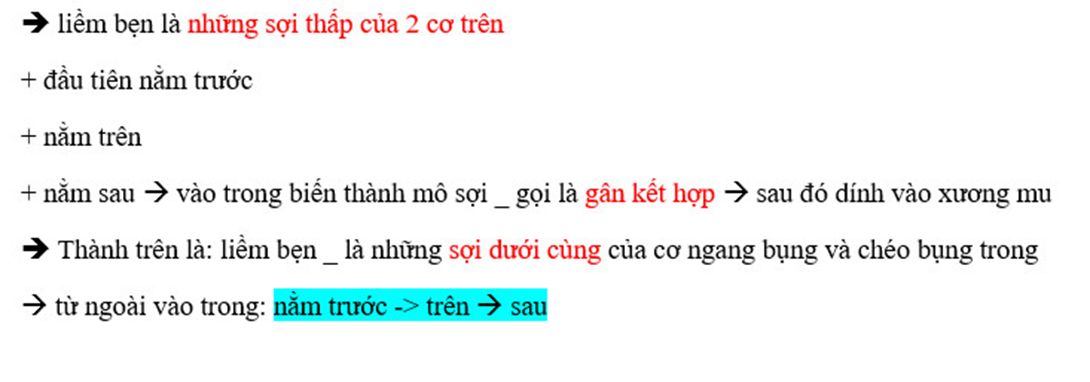 ➔ liềm bẹn là những sợi thấp của 2 cơ trên
+ đầu tiên nằm trước
+ nằm trên
+ nằm sau → vào trong biến thành mô sợi _ gọi là gân kết hợp → sau đó dính vào xương mu
➔ Thành trên là: liềm bẹn _ là những sợi dưới cùng của cơ ngang bụng và chéo bụng trong
→ từ ngoài vào trong: nằm trước -> trên → sau